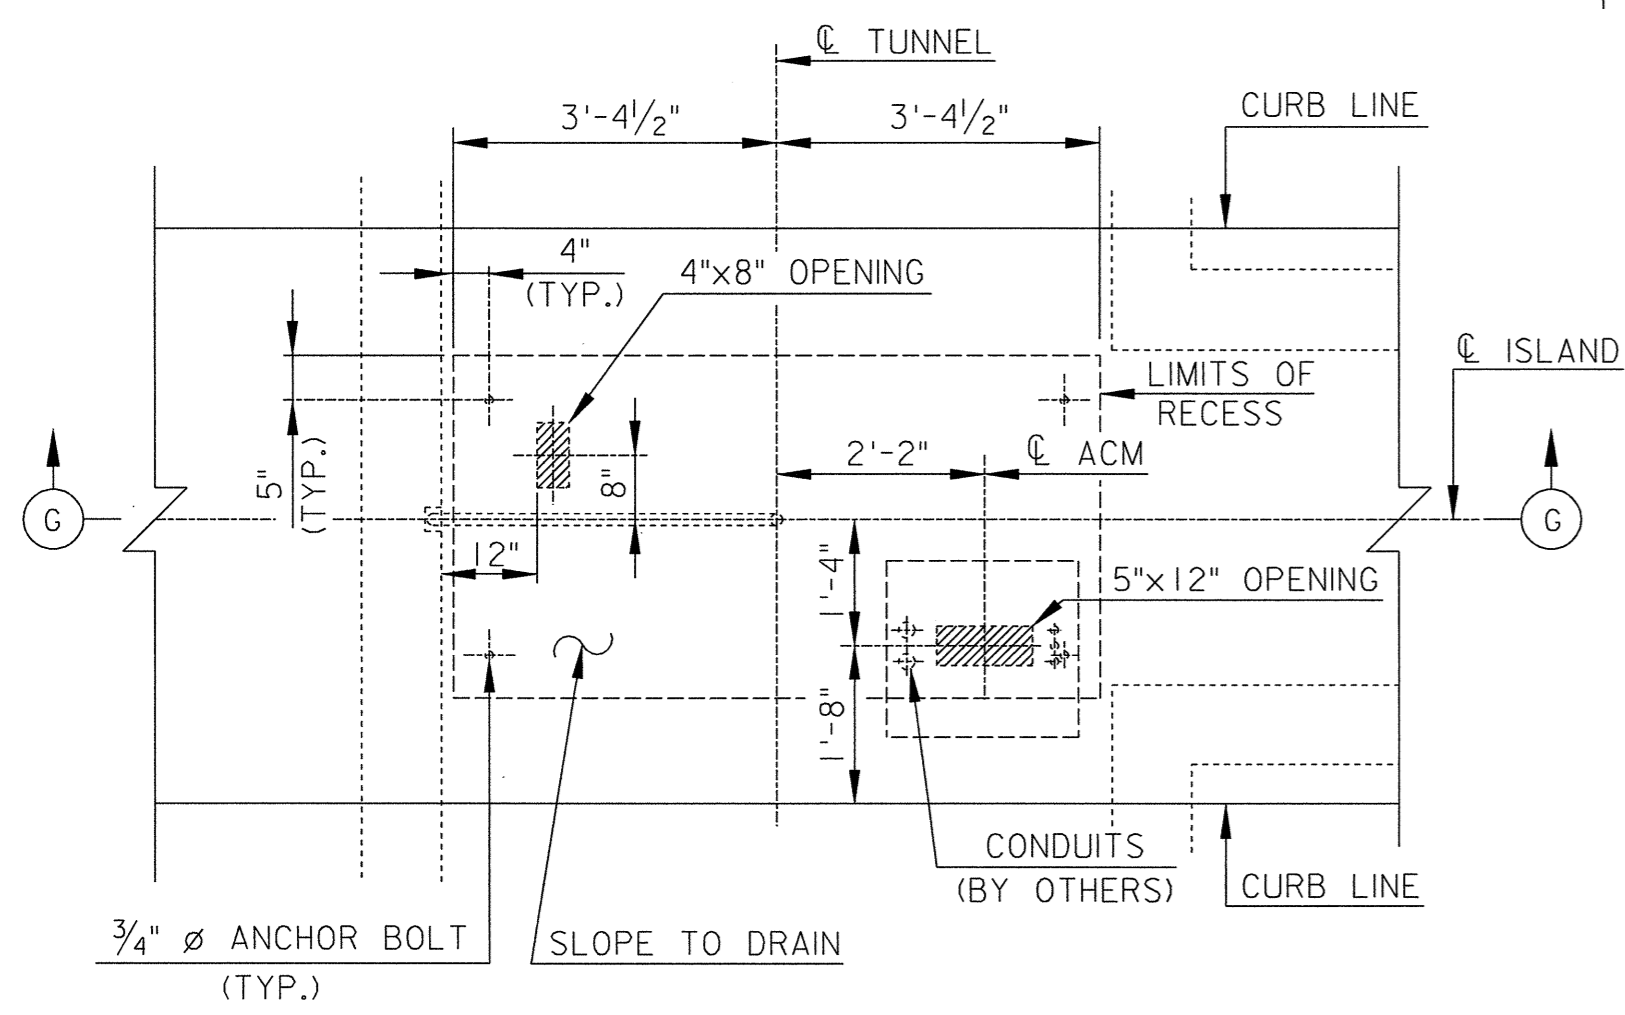 ℄ TUNNEL
3'-4½"
3'-4½"
CURB LINE
4"
(TYP.)
4"x8" OPENING
℄ ISLAND
LIMITS OF
RECESS
5"
(TYP.)
8"
2'-2"
℄ ACM
G
G
12"
1'-4"
5"x12" OPENING
1'-8"
CONDUITS
(BY OTHERS)
CURB LINE
¾" ø ANCHOR BOLT
(TYP.)
SLOPE TO DRAIN